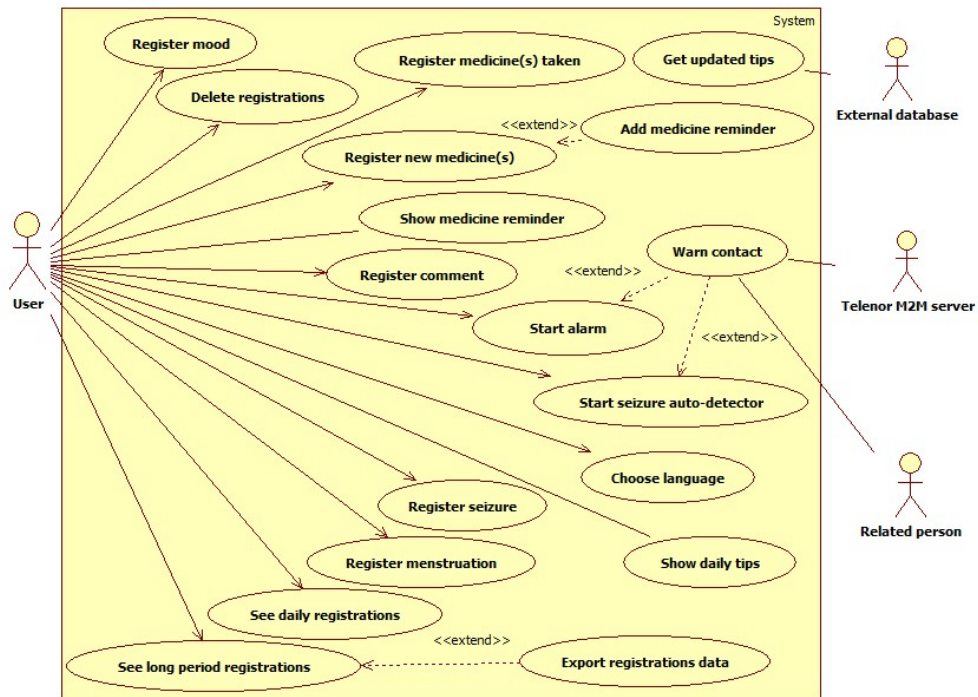 System
Register mood
Register medicine(s) taken
Get updated tips
Delete registrations
External database
<<extend>>
Add medicine reminder
Register new medicine(s)
Show medicine reminder
Warn contact
Register comment
<<extend>>
User
Telenor M2M server
Start alarm
<<extend>>
Start seizure auto-detector
Choose language
Register seizure
Related person
Register menstruation
Show daily tips
See daily registrations
<<extend>>
See long period registrations
Export registrations data